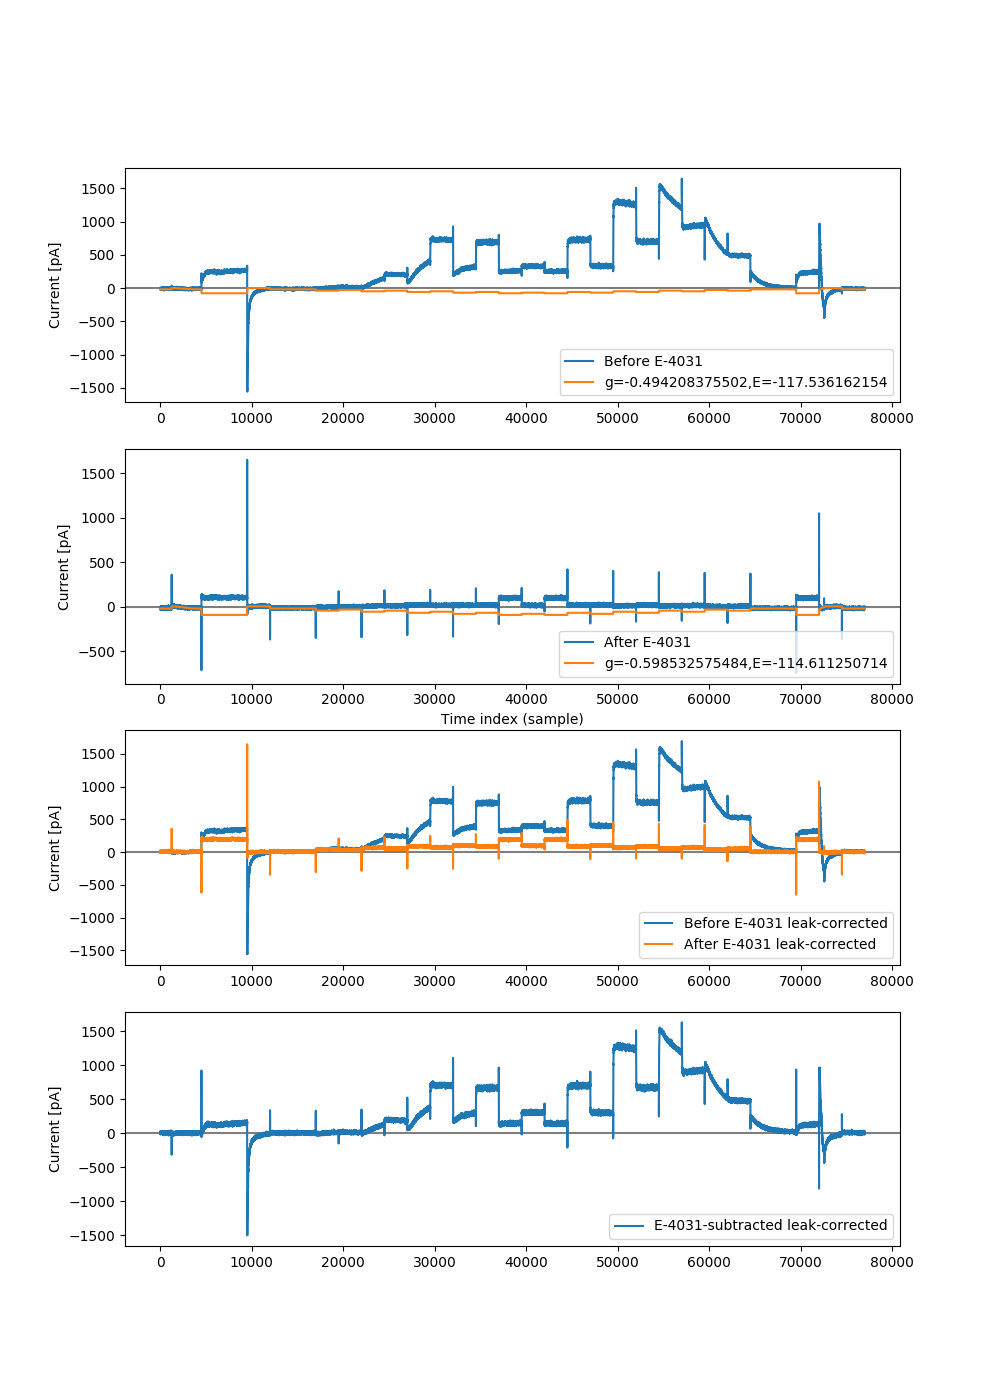 1500
1000
500
0
−500
−1000
−1500
Current [pA]
Before E-4031
g=-0.494208375502,E=-117.536162154
0 10000 20000 30000 40000 50000 60000 70000 80000
1500
1000
500
0
−500
Current [pA]
After E-4031
g=-0.598532575484,E=-114.611250714
0 10000 20000 30000 40000 50000 60000 70000 80000
Time index (sample)
1500
1000
500
0
−500
−1000
−1500
Current [pA]
Before E-4031 leak-corrected
After E-4031 leak-corrected
0 10000 20000 30000 40000 50000 60000 70000 80000
1500
1000
500
0
−500
−1000
−1500
Current [pA]
E-4031-subtracted leak-corrected
0 10000 20000 30000 40000 50000 60000 70000 80000